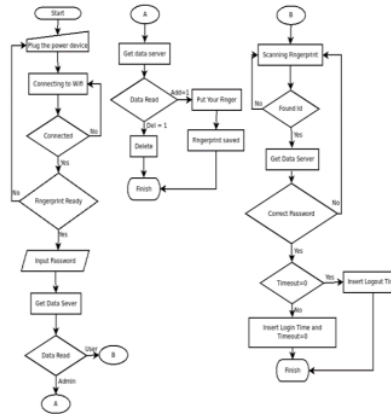 Start
Plug the power device
Connecting to Wifi
Connected
No
Yes
Fingerprint Ready
No
Yes
Input Password
Get Data Sever
Data Read
User
B
Admin
A
A
Get data server
Data Read
Add=1
Put Your Finger
Del = 1
Fingerprint saved
Delete
Finish
B
Scanning Fingerprint
Found Id
No
Yes
Get Data Server
Correct Password
No
Yes
Timeout=0
Yes
Insert Logout Ti
No
Insert Login Time and
Timeout=0
Finish